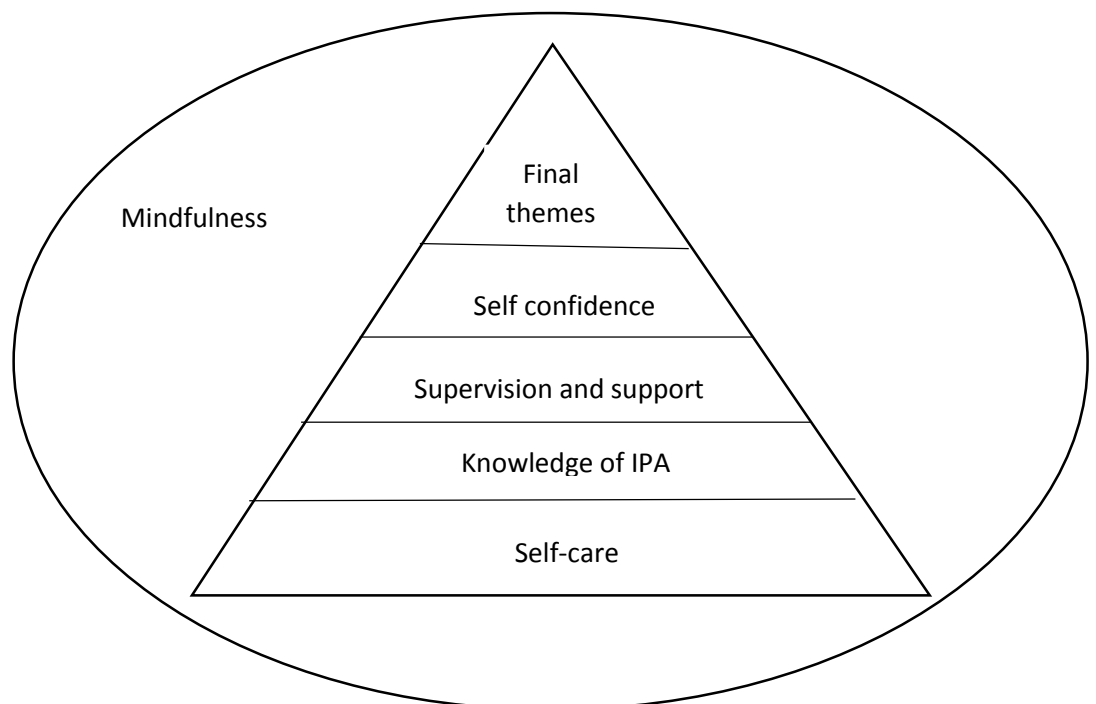 Final
themes
Mindfulness
Self confidence
Supervision and support
Knowledge of IPA
Self-care